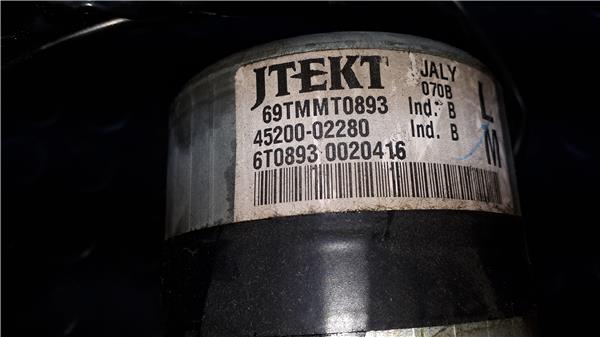 JTEKT JALY
070B
69TMMT0893 Ind. B L
45200-02280 Ind. B
6T0893 0020416 M